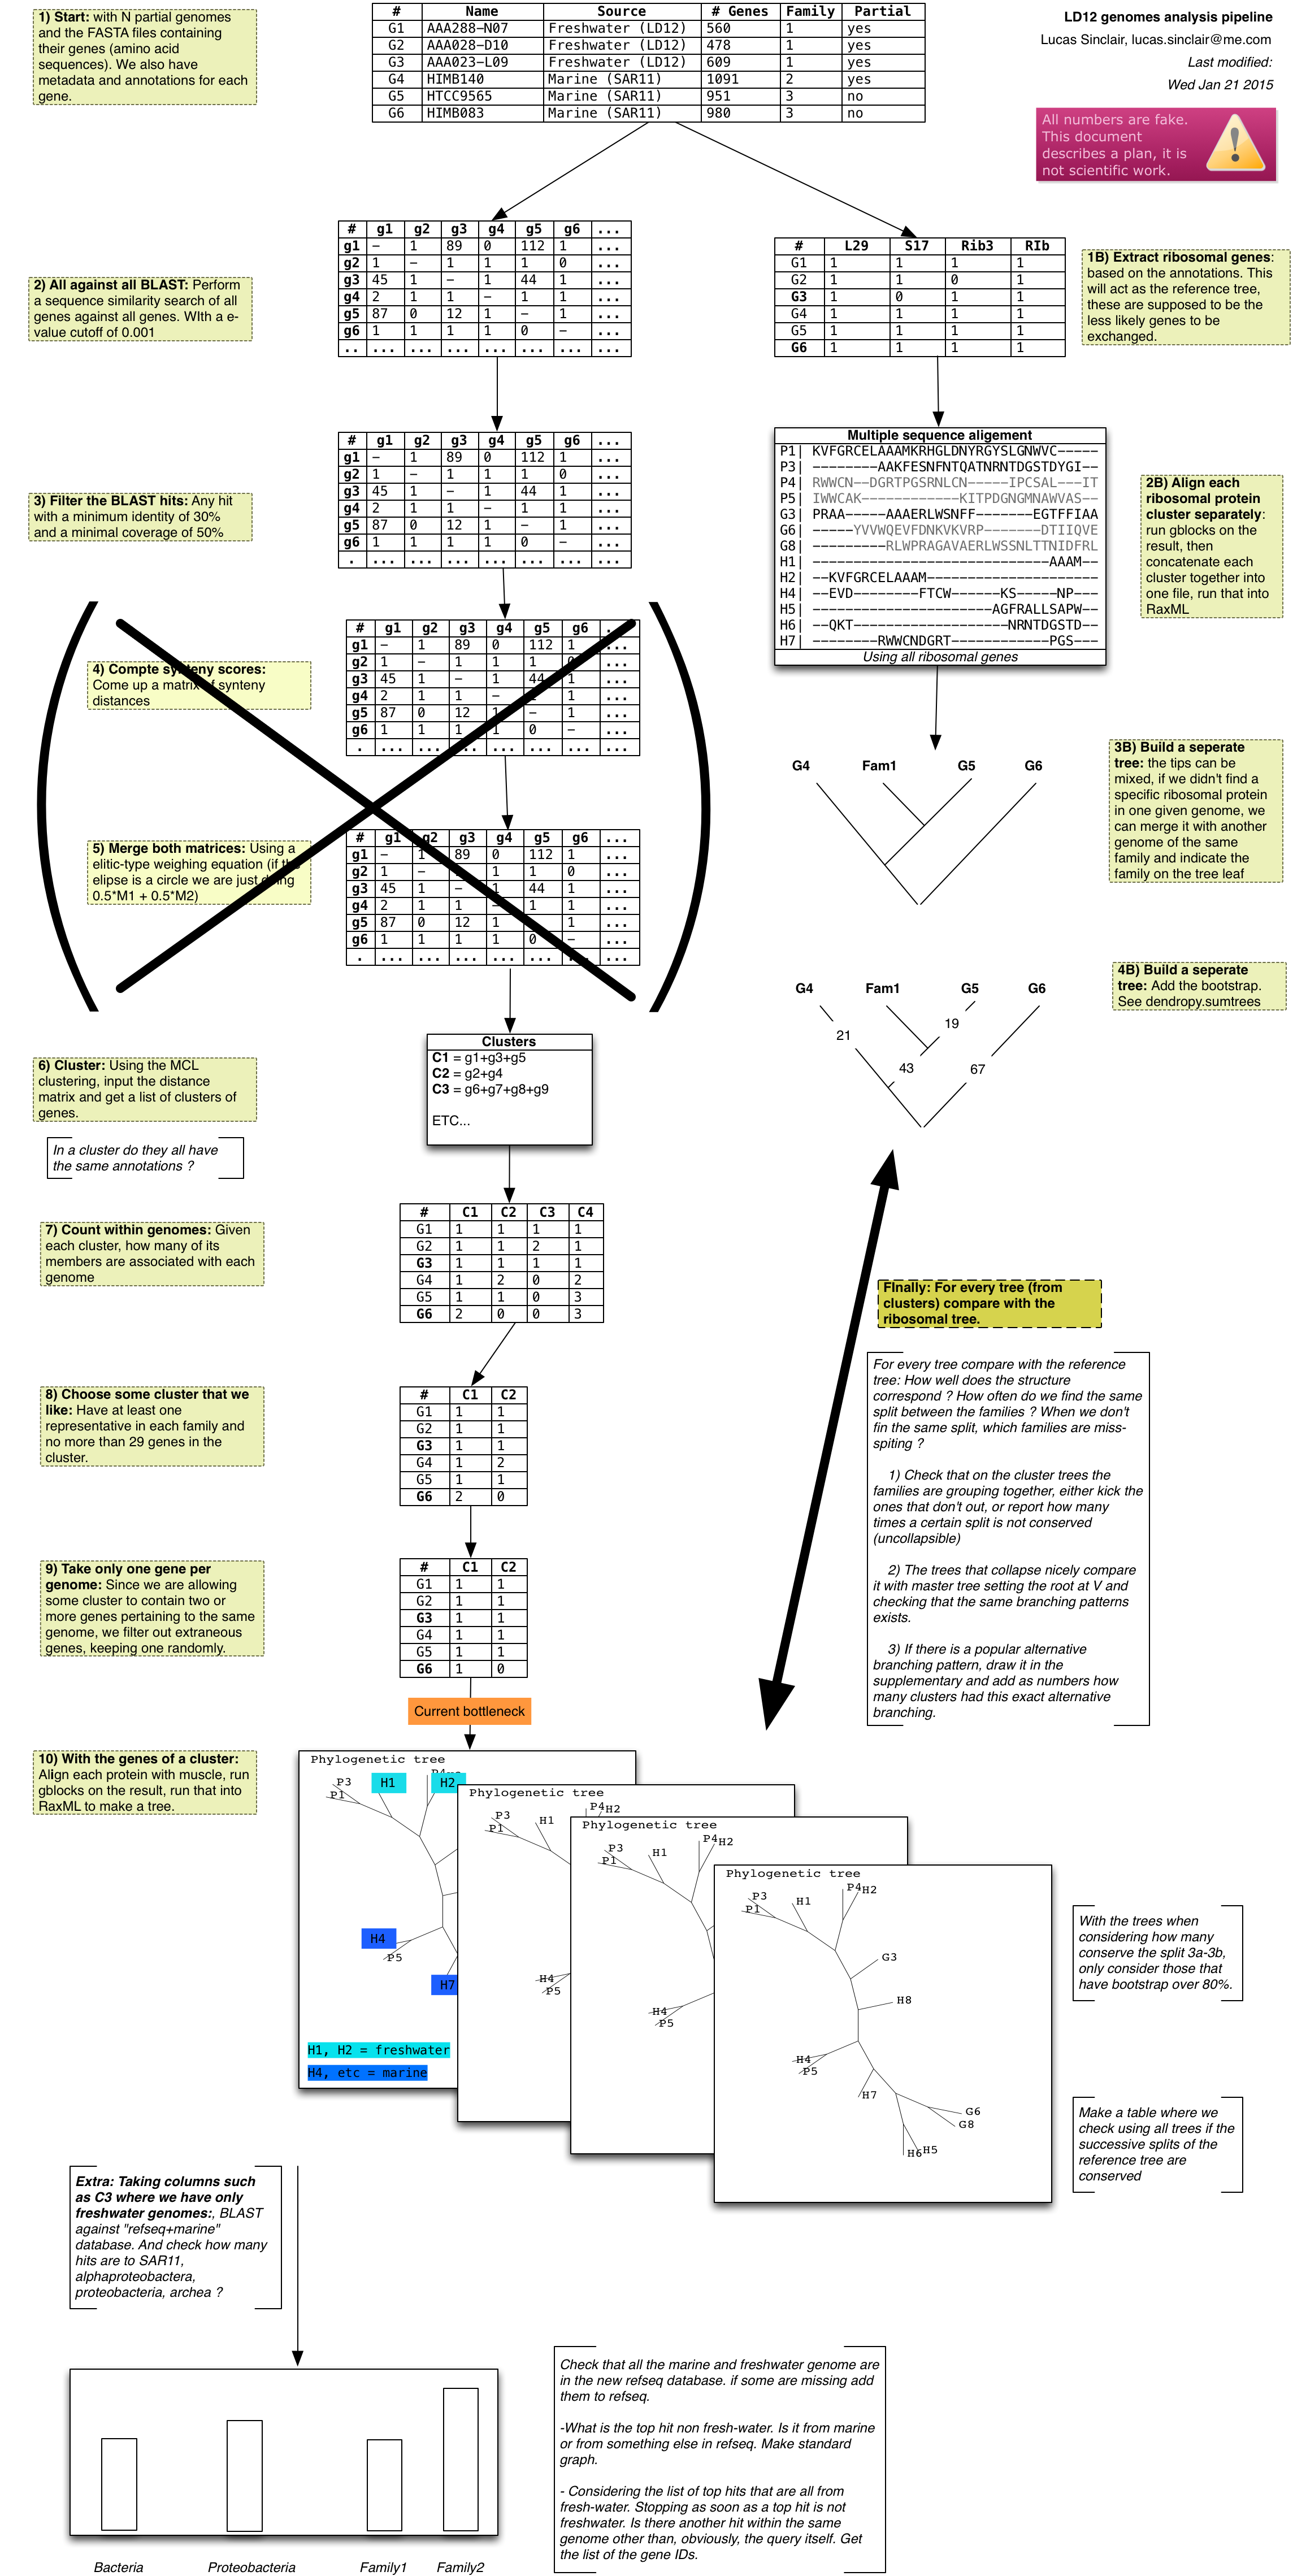 1) Start: with N partial genomes
and the FASTA files containing
their genes (amino acid
sequences). We also have
metadata and annotations for each
gene.
# Name Source # Genes Family Partial
G1 AAA288-N07 Freshwater (LD12) 560 1 yes
G2 AAA028-D10 Freshwater (LD12) 478 1 yes
G3 AAA023-L09 Freshwater (LD12) 609 1 yes
G4 HIMB140 Marine (SAR11) 1091 2 yes
G5 HTCC9565 Marine (SAR11) 951 3 no
G6 HIMB083 Marine (SAR11) 980 3 no
LD12 genomes analysis pipeline
Lucas Sinclair, lucas.sinclair@me.com
Last modified:
Wed Jan 21 2015
All numbers are fake.
This document
describes a plan, it is
not scientific work.
2) All against all BLAST: Perform
a sequence similarity search of all
genes against all genes. WIth a e-
value cutoff of 0.001
# g1 g2 g3 g4 g5 g6 ...
g1 – 1 89 0 112 1 ...
g2 1 – 1 1 1 0 ...
g3 45 1 – 1 44 1 ...
g4 2 1 1 – 1 1 ...
g5 87 0 12 1 – 1 ...
g6 1 1 1 1 0 – ...
.. ... ... ... ... ... ... ...
# L29 S17 Rib3 RIb
G1 1 1 1 1
G2 1 1 0 1
G3 1 0 1 1
G4 1 1 1 1
G5 1 1 1 1
G6 1 1 1 1
1B) Extract ribosomal genes:
based on the annotations. This
will act as the reference tree,
these are supposed to be the
less likely genes to be
exchanged.
3) Filter the BLAST hits: Any hit
with a minimum identity of 30%
and a minimal coverage of 50%
# g1 g2 g3 g4 g5 g6 ...
g1 – 1 89 0 112 1 ...
g2 1 – 1 1 1 0 ...
g3 45 1 – 1 44 1 ...
g4 2 1 1 – 1 1 ...
g5 87 0 12 1 – 1 ...
g6 1 1 1 1 0 – ...
. ... ... ... ... ... ... ...
Multiple sequence aligement
P1| KVFGRCELAAAMKRHGLDNYRGYSLGNWVC-----
P3| --------AAKFESNFNTQATNRNTDGSTDYGI--
P4| RWWCN--DGRTPGSRNLCN-----IPCSAL---IT
P5| IWWCAK------------KITPDGNGMNAWVAS--
G3| PRAA-----AAAERLWSNFF-------EGTFFIAA
G6| -----YVVWQEVFDNKVKVRP-------DTIIQVE
G8| ---------RLWPRAGAVAERLWSSNLTTNIDFRL
H1| -----------------------------AAAM--
H2| --KVFGRCELAAAM---------------------
H4| --EVD--------FTCW------KS-----NP---
H5| ----------------------AGFRALLSAPW--
H6| --QKT-------------------NRNTDGSTD--
H7| --------RWWCNDGRT------------PGS---
Using all ribosomal genes
2B) Align each
ribosomal protein
cluster separately:
run gblocks on the
result, then
concatenate each
cluster together into
one file, run that into
RaxML
4) Compte synteny scores:
Come up a matrix of synteny
distances
# g1 g2 g3 g4 g5 g6 ...
g1 – 1 89 0 112 1 ...
g2 1 – 1 1 1 0 ...
g3 45 1 – 1 44 1 ...
g4 2 1 1 – 1 1 ...
g5 87 0 12 1 – 1 ...
g6 1 1 1 1 0 – ...
. ... ... ... ... ... ... ...
5) Merge both matrices: Using a
elitic-type weighing equation (if the
elipse is a circle we are just doing
0.5*M1 + 0.5*M2)
# g1 g2 g3 g4 g5 g6 ...
g1 – 1 89 0 112 1 ...
g2 1 – 1 1 1 0 ...
g3 45 1 – 1 44 1 ...
g4 2 1 1 – 1 1 ...
g5 87 0 12 1 – 1 ...
g6 1 1 1 1 0 – ...
. ... ... ... ... ... ... ...
G4 Fam1 G5 G6
3B) Build a seperate
tree: the tips can be
mixed, if we didn't find a
specific ribosomal protein
in one given genome, we
can merge it with another
genome of the same
family and indicate the
family on the tree leaf
G4 Fam1 G5 G6
21 19
43 67
4B) Build a seperate
tree: Add the bootstrap.
See dendropy.sumtrees
6) Cluster: Using the MCL
clustering, input the distance
matrix and get a list of clusters of
genes.
Clusters
C1 = g1+g3+g5
C2 = g2+g4
C3 = g6+g7+g8+g9
ETC...
In a cluster do they all have
the same annotations ?
7) Count within genomes: Given
each cluster, how many of its
members are associated with each
genome
# C1 C2 C3 C4
G1 1 1 1 1
G2 1 1 2 1
G3 1 1 1 1
G4 1 2 0 2
G5 1 1 0 3
G6 2 0 0 3
FInally: For every tree (from
clusters) compare with the
ribosomal tree.
8) Choose some cluster that we
like: Have at least one
representative in each family and
no more than 29 genes in the
cluster.
# C1 C2
G1 1 1
G2 1 1
G3 1 1
G4 1 2
G5 1 1
G6 2 0
For every tree compare with the reference
tree: How well does the structure
correspond ? How often do we find the same
split between the families ? When we don't
fin the same split, which families are miss-
spiting ?
1) Check that on the cluster trees the
families are grouping together, either kick the
ones that don't out, or report how many
times a certain split is not conserved
(uncollapsible)
2) The trees that collapse nicely compare
it with master tree setting the root at V and
checking that the same branching patterns
exists.
3) If there is a popular alternative
branching pattern, draw it in the
supplementary and add as numbers how
many clusters had this exact alternative
branching.
9) Take only one gene per
genome: Since we are allowing
some cluster to contain two or
more genes pertaining to the same
genome, we filter out extraneous
genes, keeping one randomly.
# C1 C2
G1 1 1
G2 1 1
G3 1 1
G4 1 1
G5 1 1
G6 1 0
Current bottleneck
10) With the genes of a cluster:
Align each protein with muscle, run
gblocks on the result, run that into
RaxML to make a tree.
Phylogenetic tree
P3
P1
H1
H2
H4
P5
H7
H1, H2 = freshwater
H4, etc = marine
Phylogenetic tree
P3
P1
H1
P4
H2
H4
P5
Phylogenetic tree
P3
P1
H1
P4
H2
H4
P5
Phylogenetic tree
P3
P1
H1
P4
H2
G3
H8
H4
P5
H7
G6
G8
H6
H5
With the trees when
considering how many
conserve the split 3a-3b,
only consider those that
have bootstrap over 80%.
Make a table where we
check using all trees if the
successive splits of the
reference tree are
conserved
Extra: Taking columns such
as C3 where we have only
freshwater genomes:, BLAST
against "refseq+marine"
database. And check how many
hits are to SAR11,
alphaproteobactera,
proteobacteria, archea ?
Bacteria Proteobacteria Family1 Family2
Check that all the marine and freshwater genome are
in the new refseq database. if some are missing add
them to refseq.
-What is the top hit non fresh-water. Is it from marine
or from something else in refseq. Make standard
graph.
- Considering the list of top hits that are all from
fresh-water. Stopping as soon as a top hit is not
freshwater. Is there another hit within the same
genome other than, obviously, the query itself. Get
the list of the gene IDs.